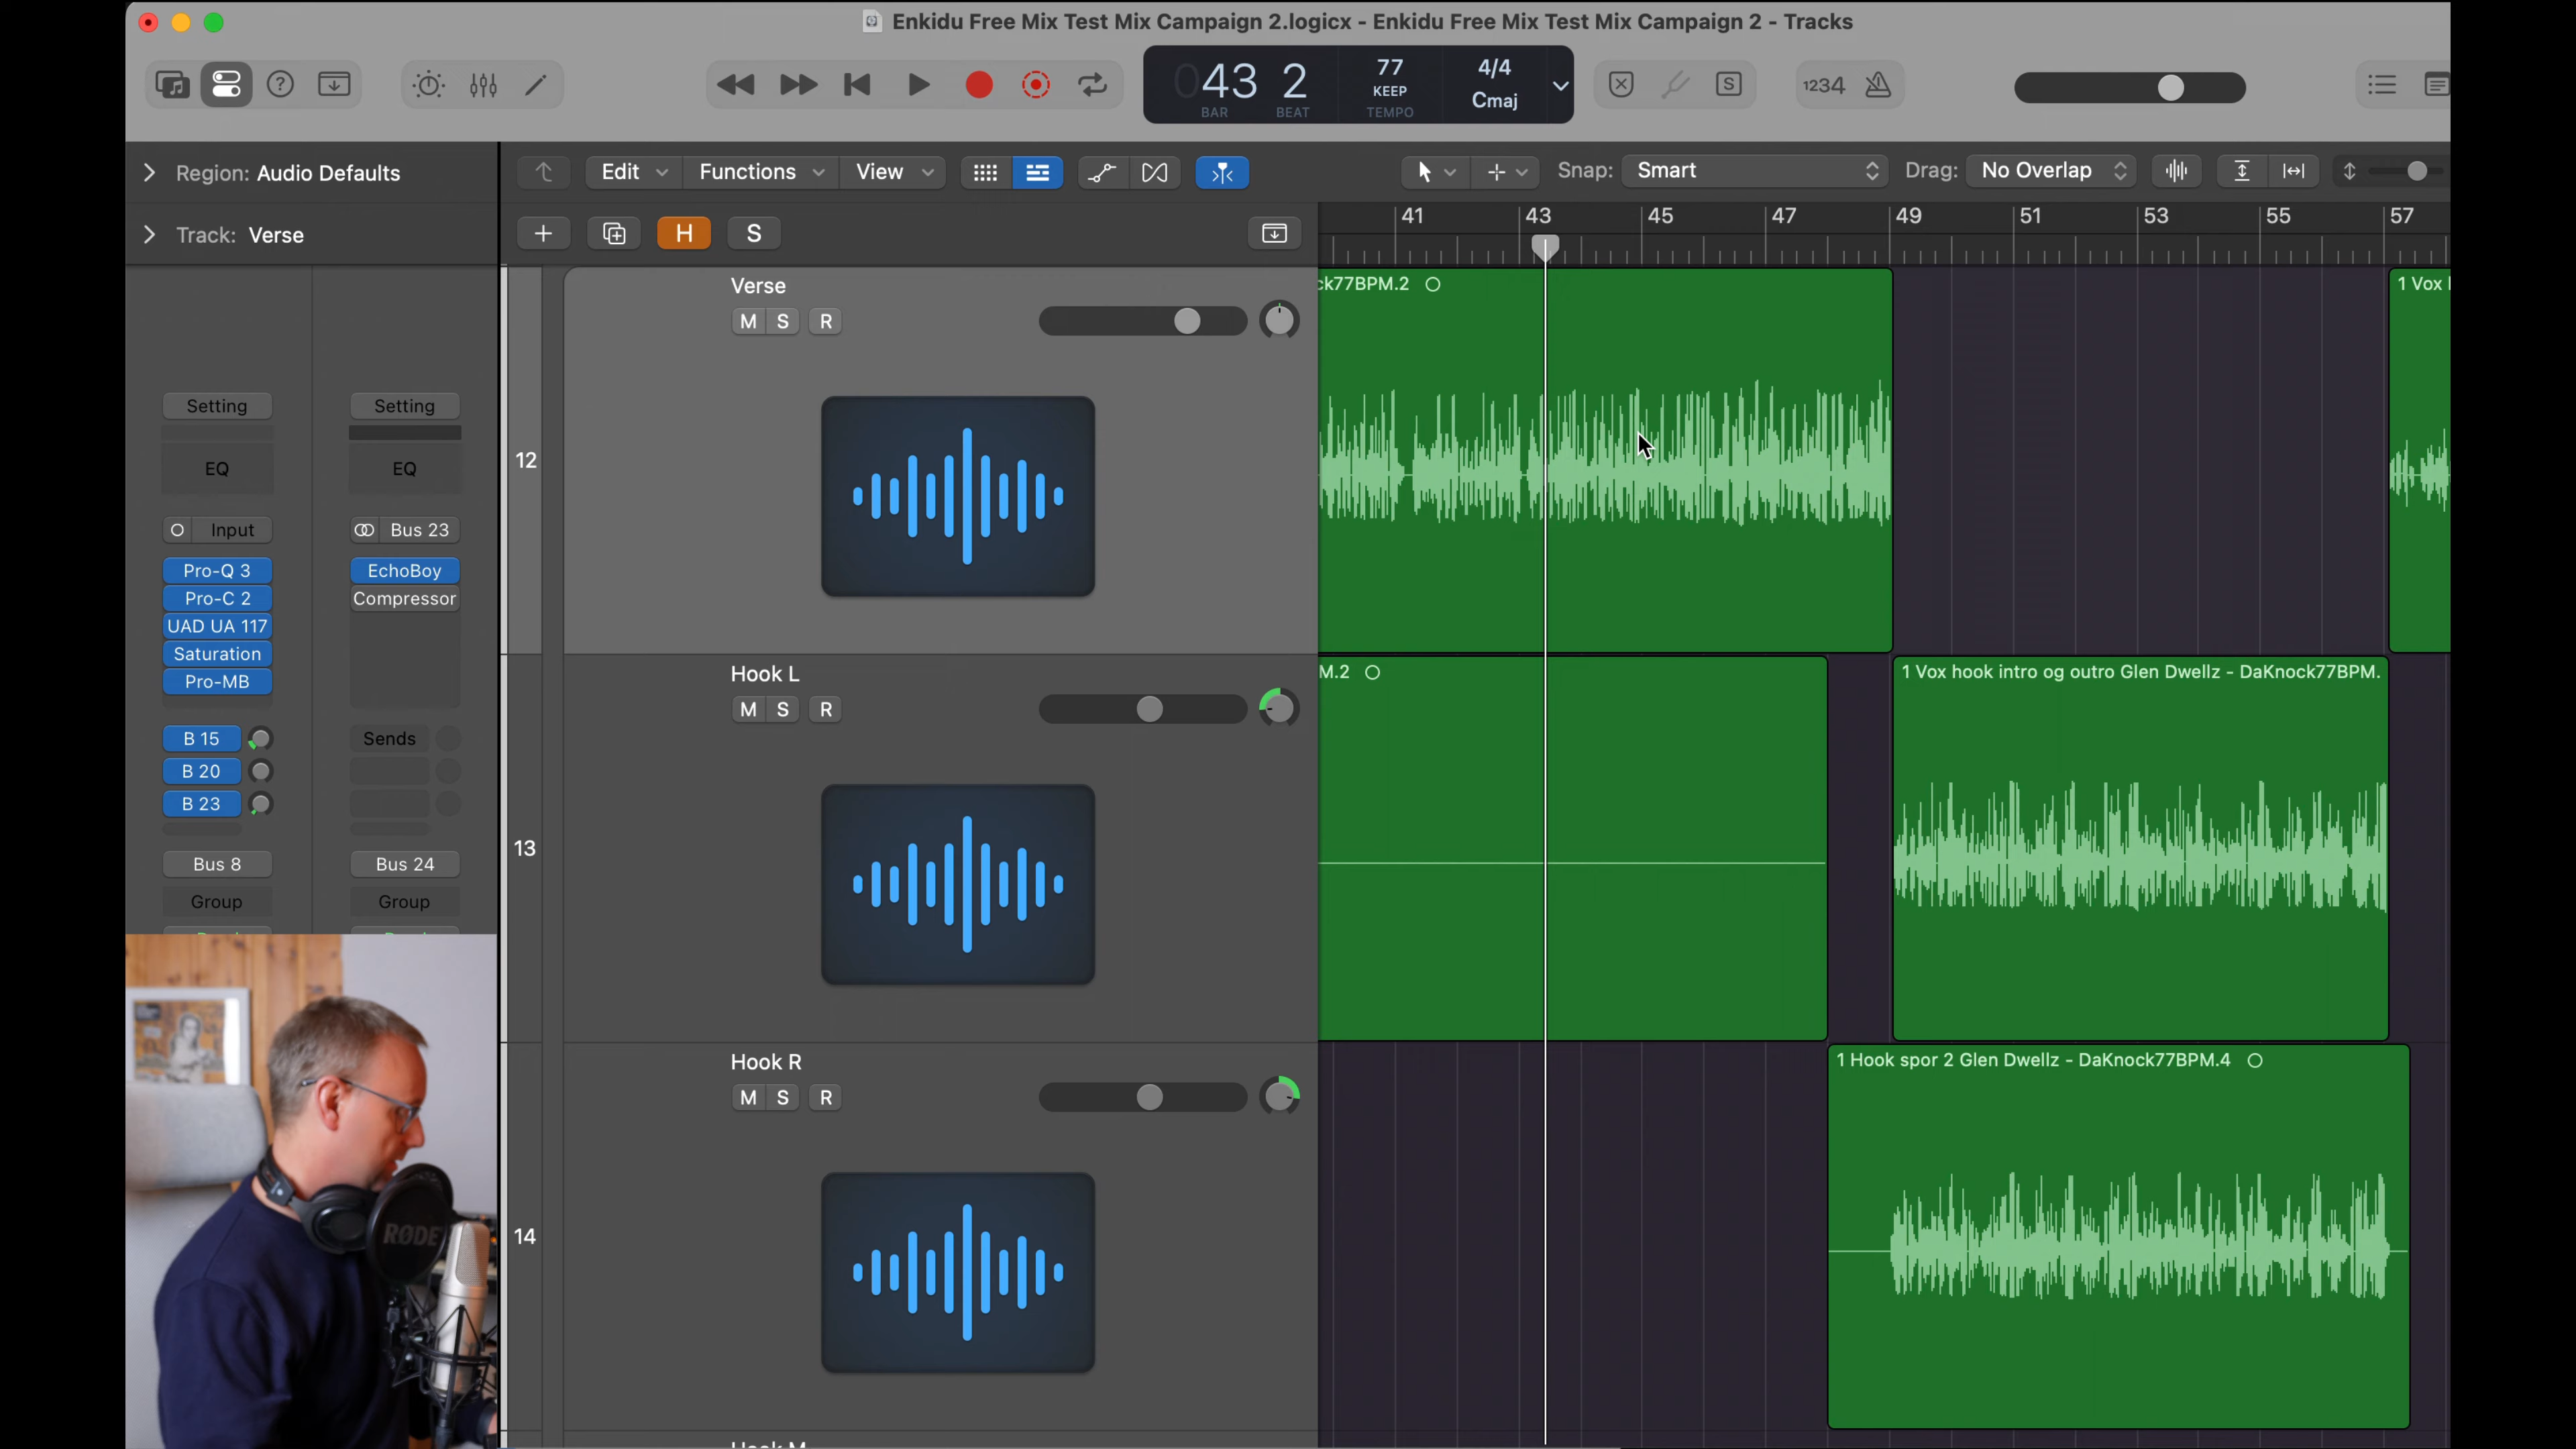 Enkidu Free Mix Test Mix Campaign 2.logicx - Enkidu Free Mix Test Mix Campaign 2 - Tracks
043 2
BAR BEAT
77
KEEP
TEMPO
4/4
Cmaj
S
1234
Region: Audio Defaults
Edit Functions View
Snap: Smart
Drag: No Overlap
Track: Verse
H S
41 43 45 47 49 51 53 55 57
Verse
M S R
ck77BPM.2
1 Vox
Setting Setting
EQ EQ
12
Input Bus 23
Pro-Q 3 EchoBoy
Pro-C 2 Compressor
UAD UA 117
Saturation
Pro-MB
Hook L
M S R
M.2
1 Vox hook intro og outro Glen Dwellz - DaKnock77BPM.
B 15 Sends
B 20
B 23
13
Bus 8 Bus 24
Group Group
Hook R
M S R
1 Hook spor 2 Glen Dwellz - DaKnock77BPM.4
RØDE
14